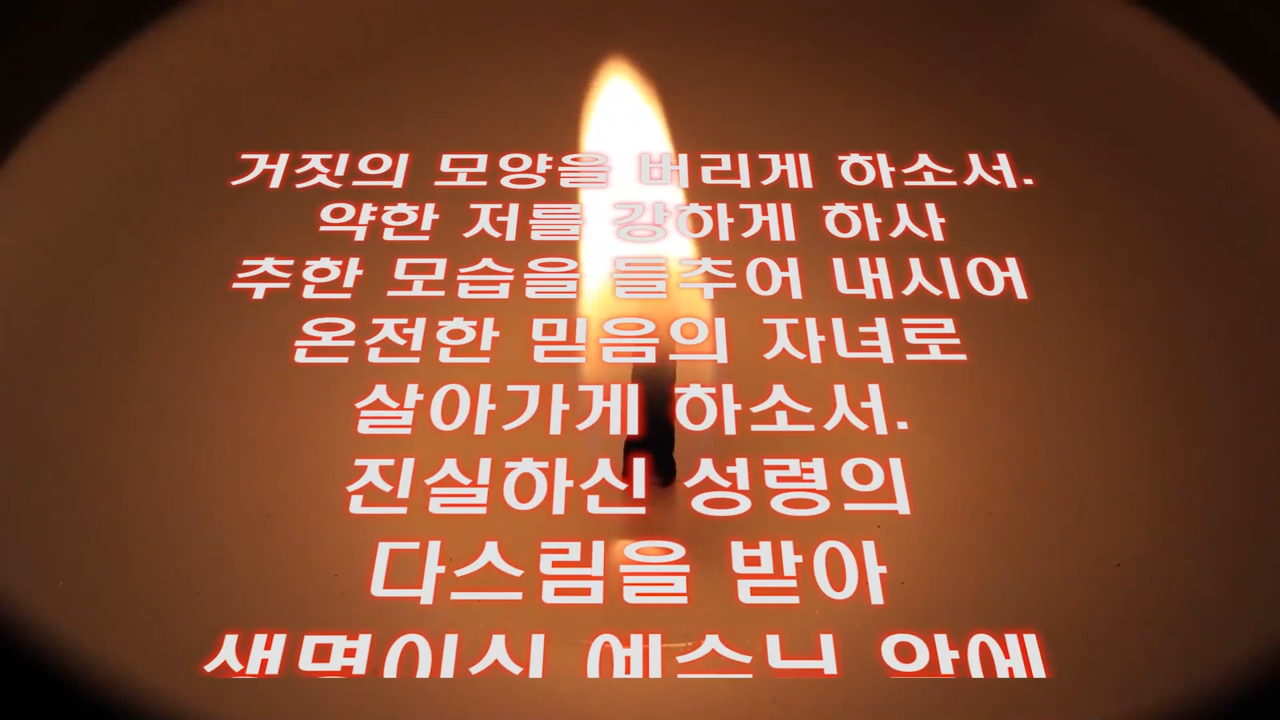 거짓의 모양을 버리게 하소서.
약한 저를 강하게 하사
추한 모습을 들추어 내시어
온전한 믿음의 자녀로
살아가게 하소서.
진실하신 성령의
다스림을 받아